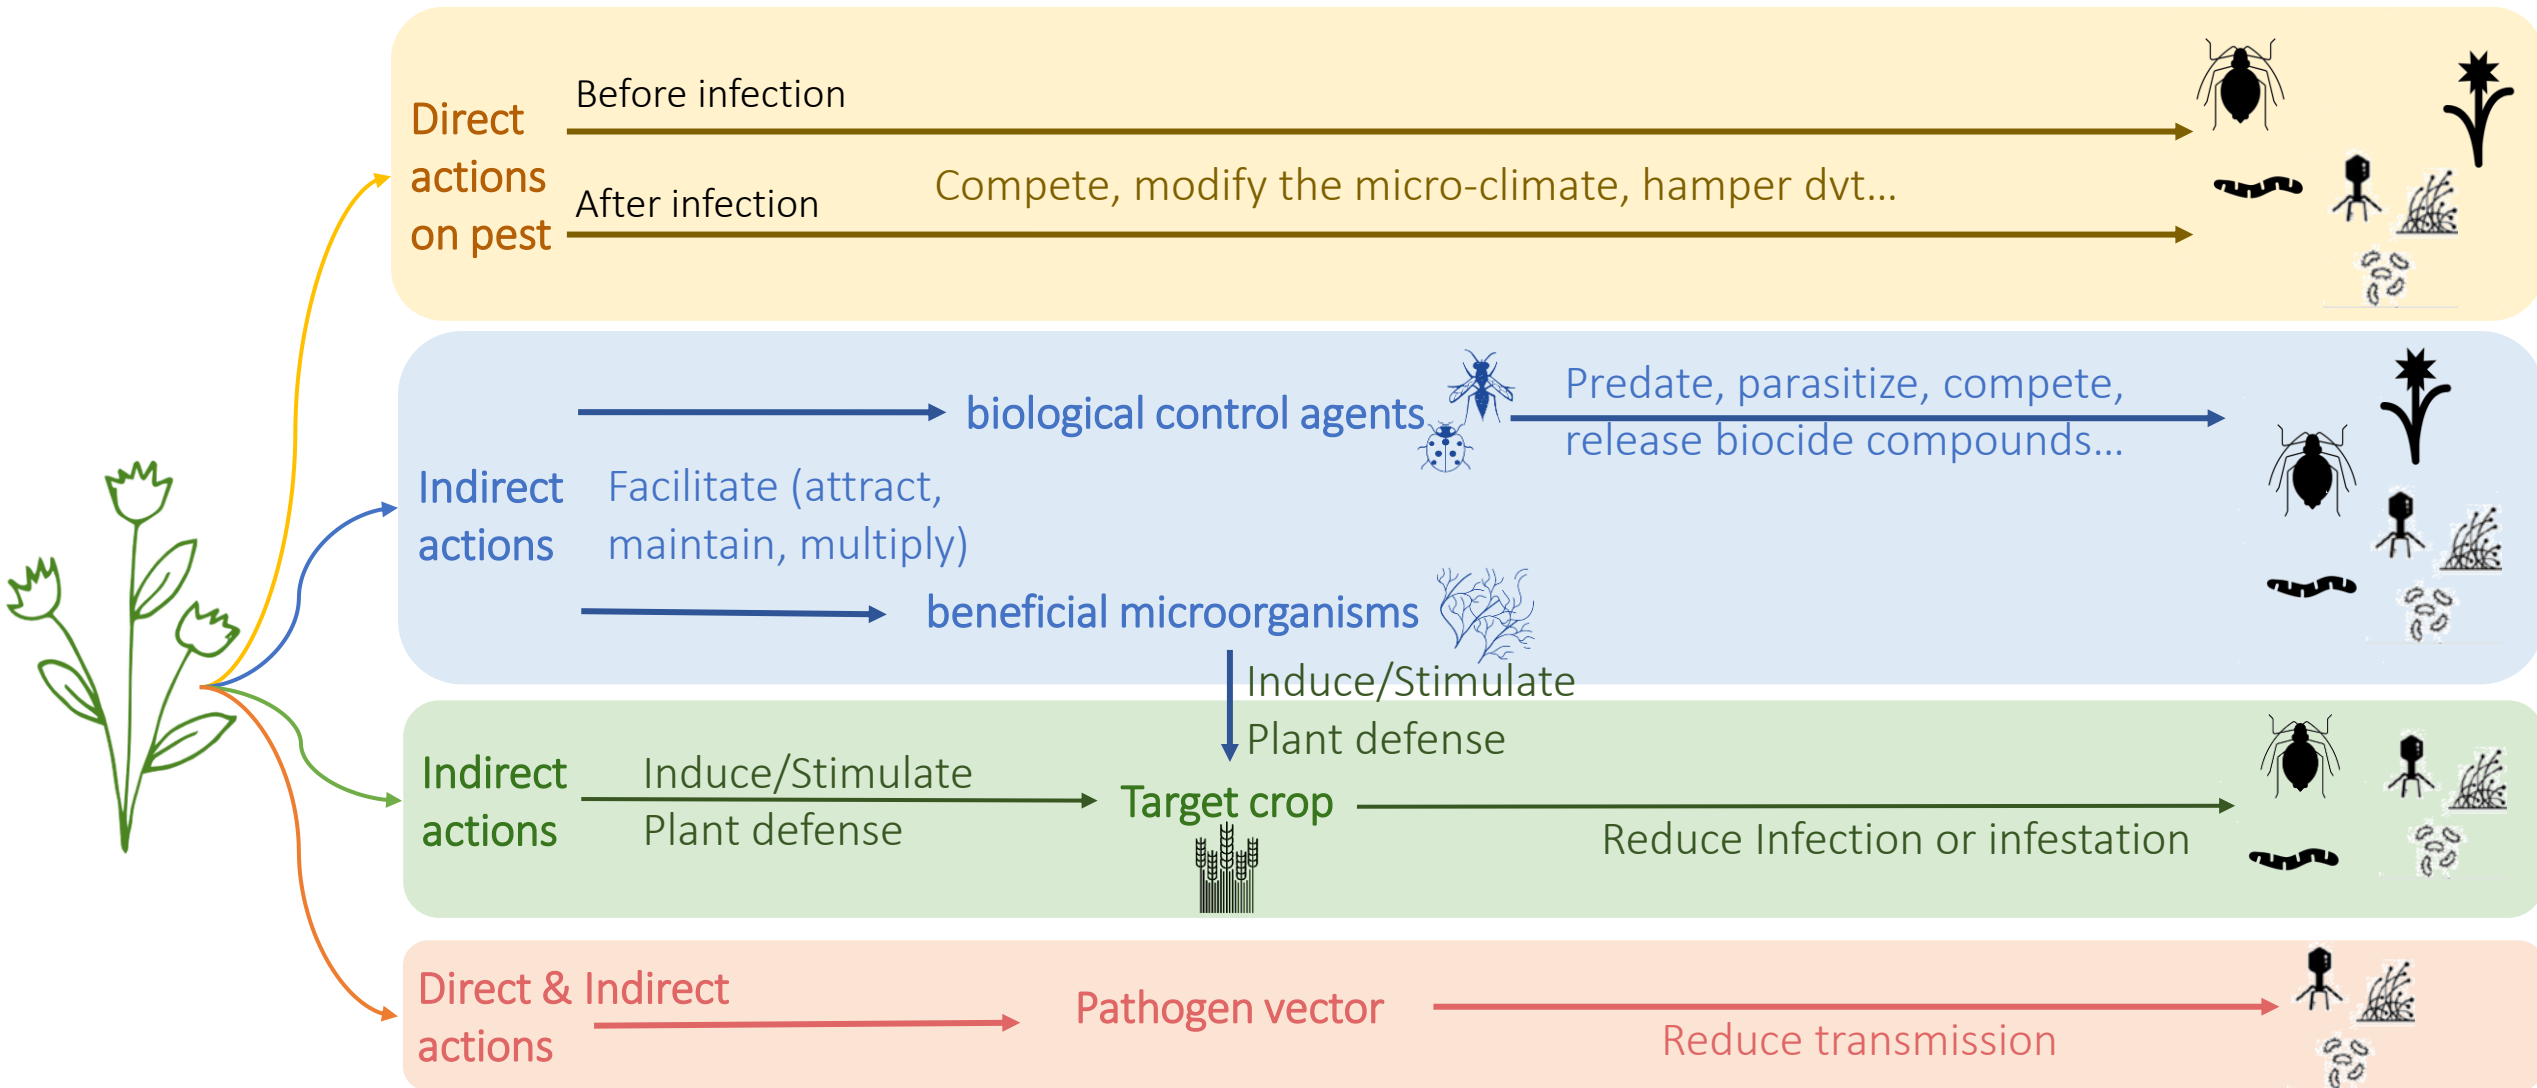 Direct
actions
on pest
Before infection
After infection
Compete, modify the micro-climate, hamper dvt...
Indirect
actions
Facilitate (attract,
maintain, multiply)
biological control agents
Predate, parasitize, compete,
release biocide compounds...
beneficial microorganisms
Induce/Stimulate
Plant defense
Indirect
actions
Induce/Stimulate
Plant defense
Target crop
Reduce Infection or infestation
Direct & Indirect
actions
Pathogen vector
Reduce transmission